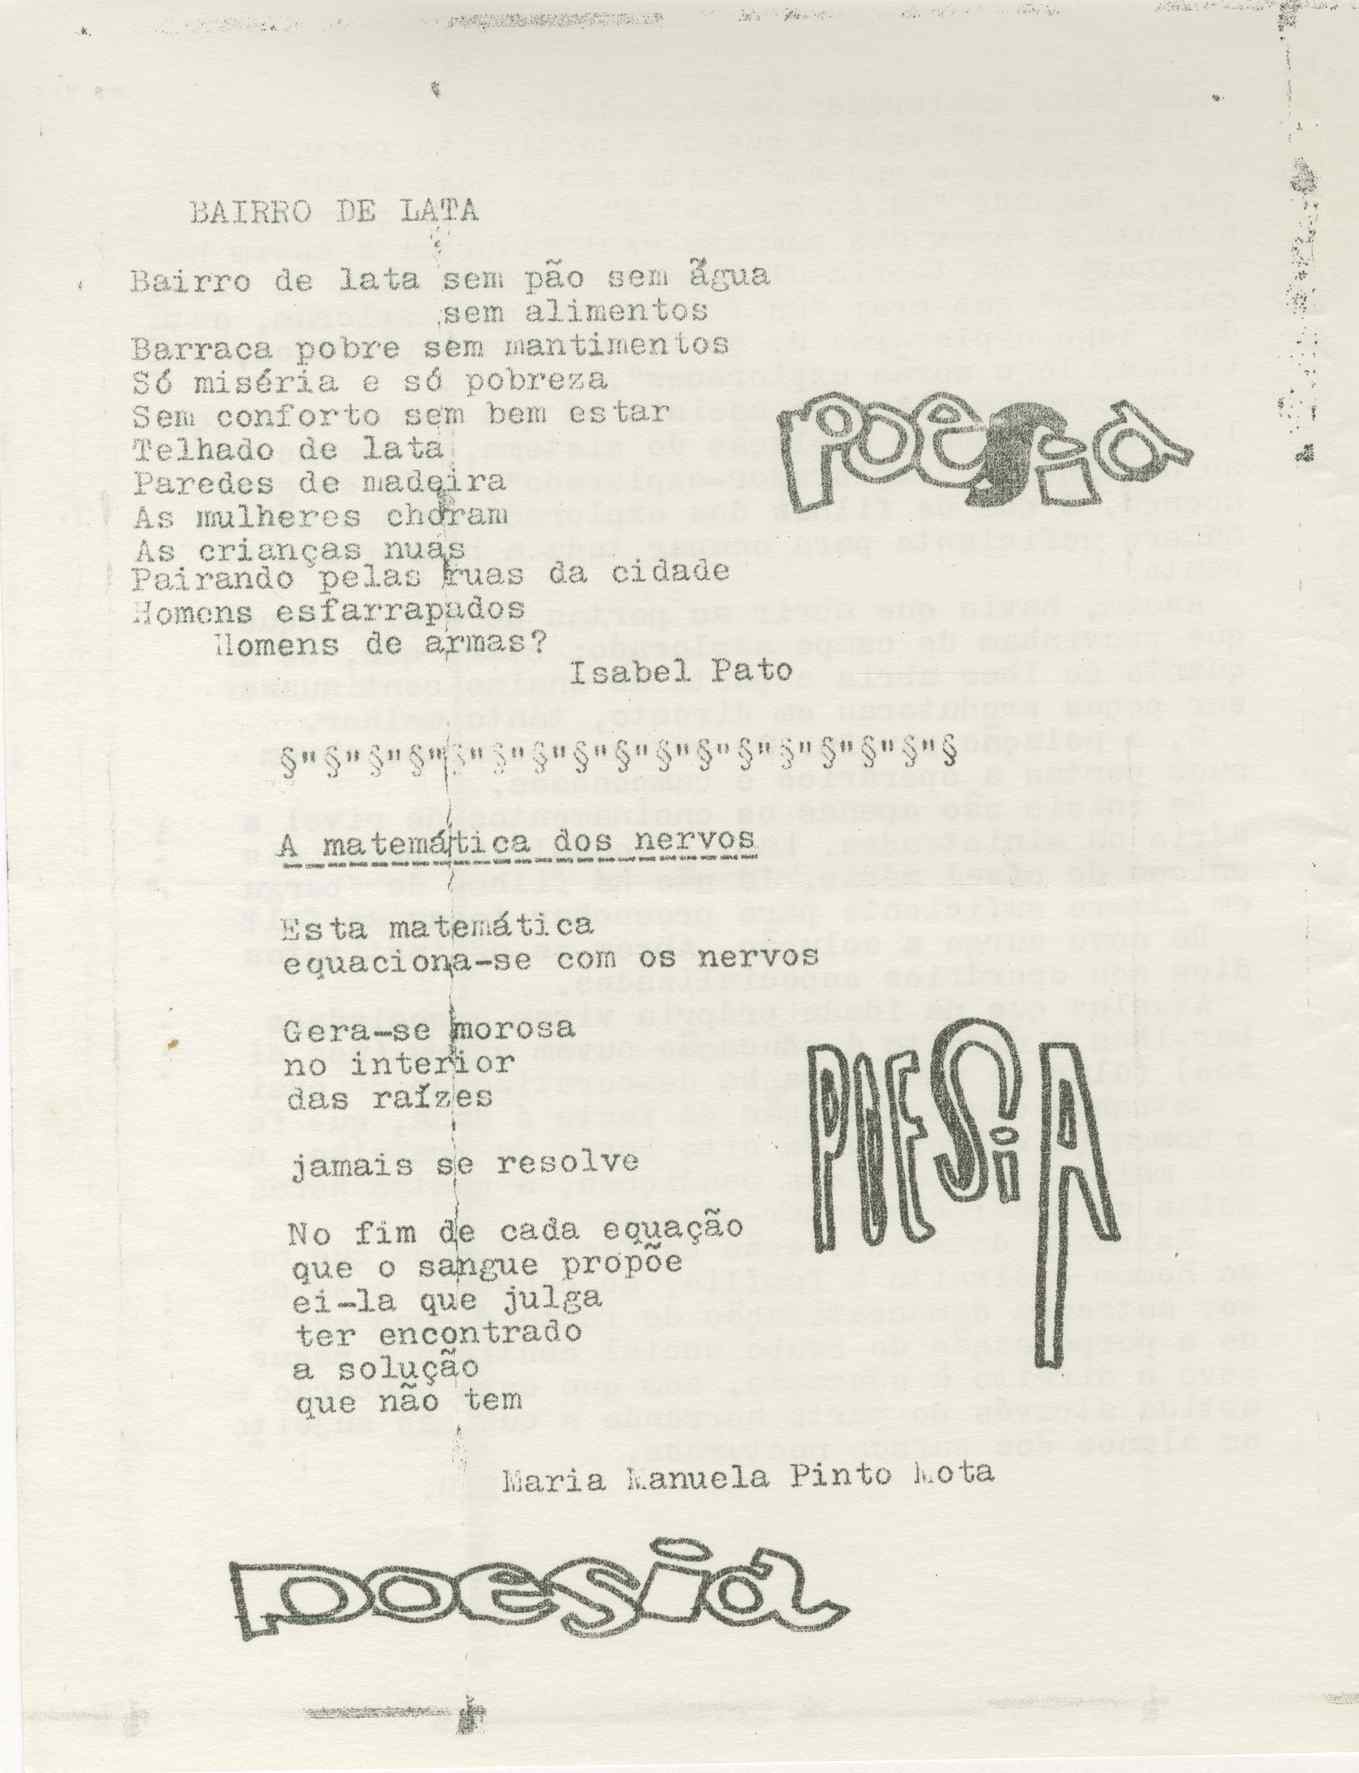 BAIRRO DE LATA
Bairro de lata sem pão sem água
sem alimentos
Barraca pobre sem mantimentos
Só miséria e só pobreza
Sem conforto sem bem estar
Telhado de lata
Paredes de madeira
As mulheres choram
As crianças nuas
Pairando pelas ruas da cidade
Homens esfarrapados
Homens de armas?
Isabel Pato
poesia
§"§"§"§"§"§"§"§"§"§"§"§"§"§"§"§"§
A matemática dos nervos
Esta matemática
equaciona-se com os nervos
Gera-se morosa
no interior
das raízes
jamais se resolve
No fim de cada equação
que o sangue propõe
ei-la que julga
ter encontrado
a solução
que não tem
POESiA
Maria Manuela Pinto Mota
poesia